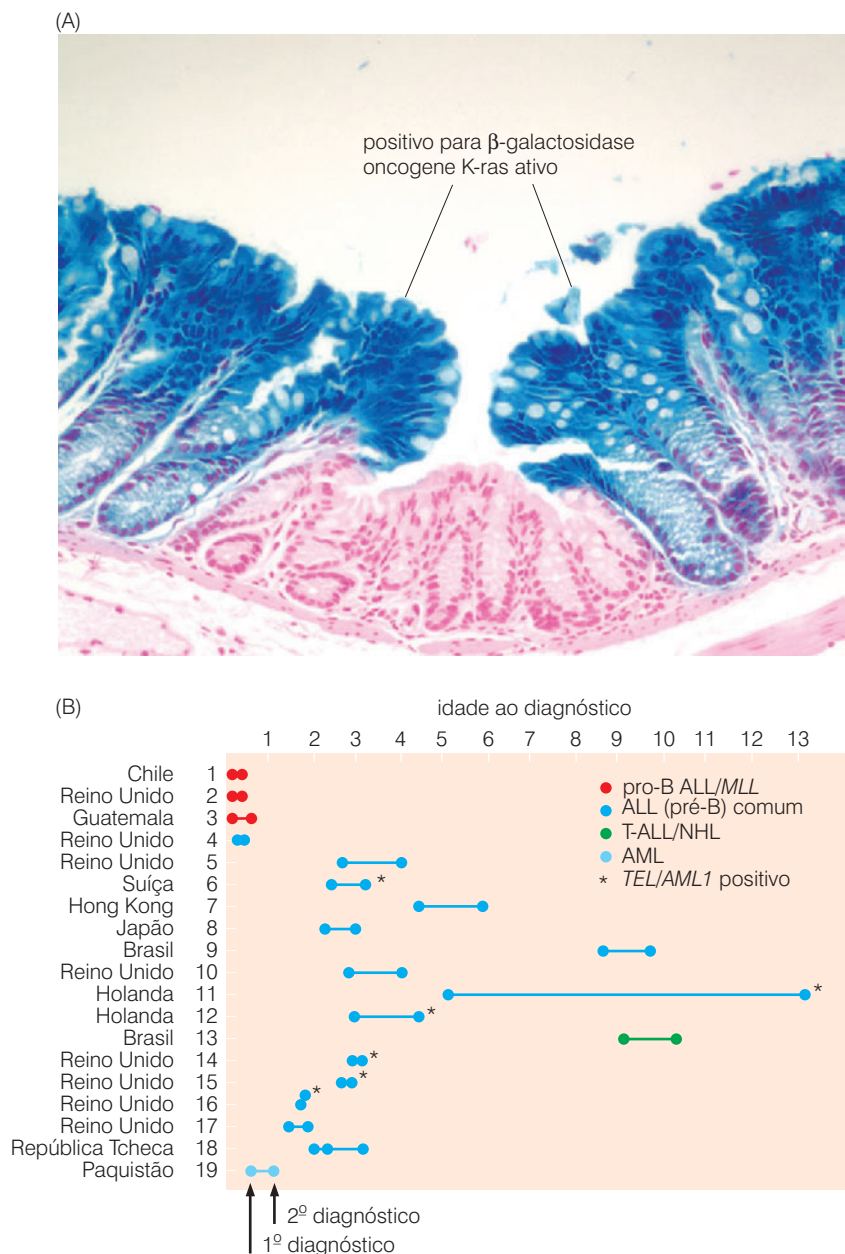 (A)
positivo para β-galactosidase
oncogene K-ras ativo
(B)
idade ao diagnóstico
1 2 3 4 5 6 7 8 9 10 11 12 13
Chile 1
Reino Unido 2
Guatemala 3
Reino Unido 4
Reino Unido 5
Suíça 6
Hong Kong 7
Japão 8
Brasil 9
Reino Unido 10
Holanda 11
Holanda 12
Brasil 13
Reino Unido 14
Reino Unido 15
Reino Unido 16
Reino Unido 17
República Tcheca 18
Paquistão 19
pro-B ALL/MLL
ALL (pré-B) comum
T-ALL/NHL
AML
* TEL/AML1 positivo
*
*
*
*
*
*
2º diagnóstico
1º diagnóstico